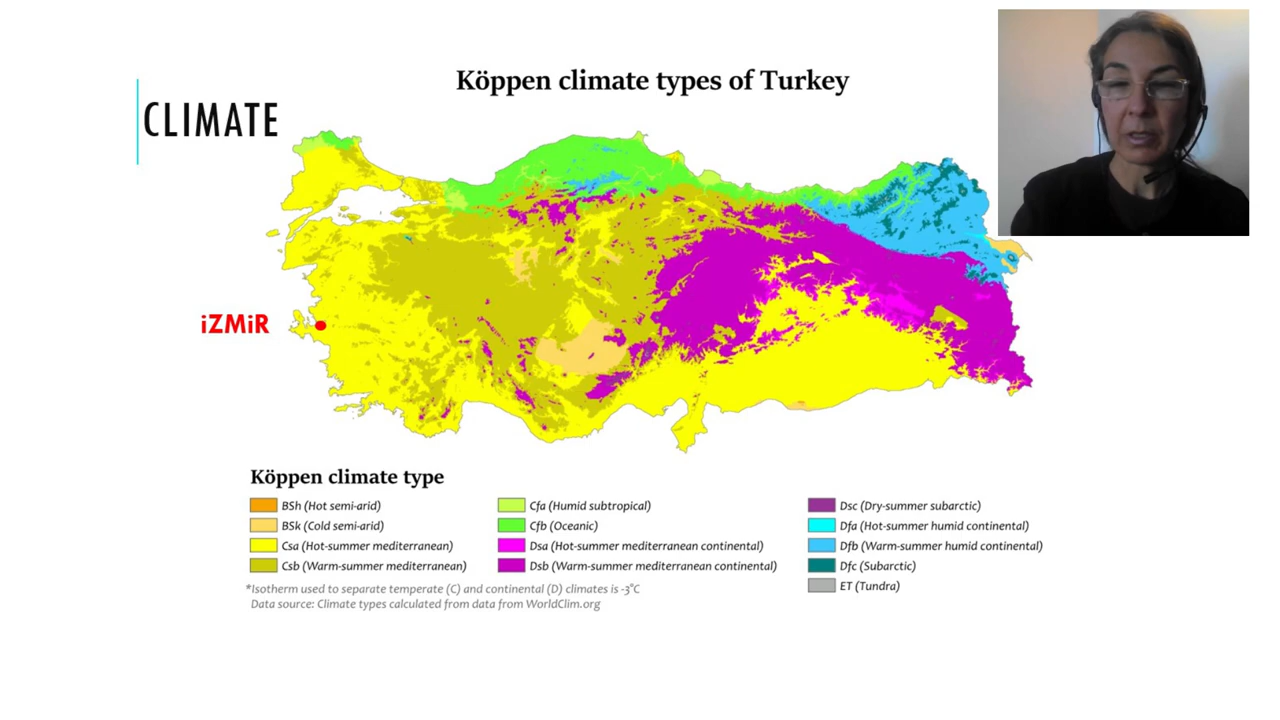 Köppen climate types of Turkey
CLIMATE
iZMiR
Köppen climate type
BSh (Hot semi-arid)
BSk (Cold semi-arid)
Csa (Hot-summer mediterranean)
Csb (Warm-summer mediterranean)
Cfa (Humid subtropical)
Cfb (Oceanic)
Dsa (Hot-summer mediterranean continental)
Dsb (Warm-summer mediterranean continental)
Dsc (Dry-summer subarctic)
Dfa (Hot-summer humid continental)
Dfb (Warm-summer humid continental)
Dfc (Subarctic)
ET (Tundra)
*Isotherm used to separate temperate (C) and continental (D) climates is -3°C
Data source: Climate types calculated from data from WorldClim.org